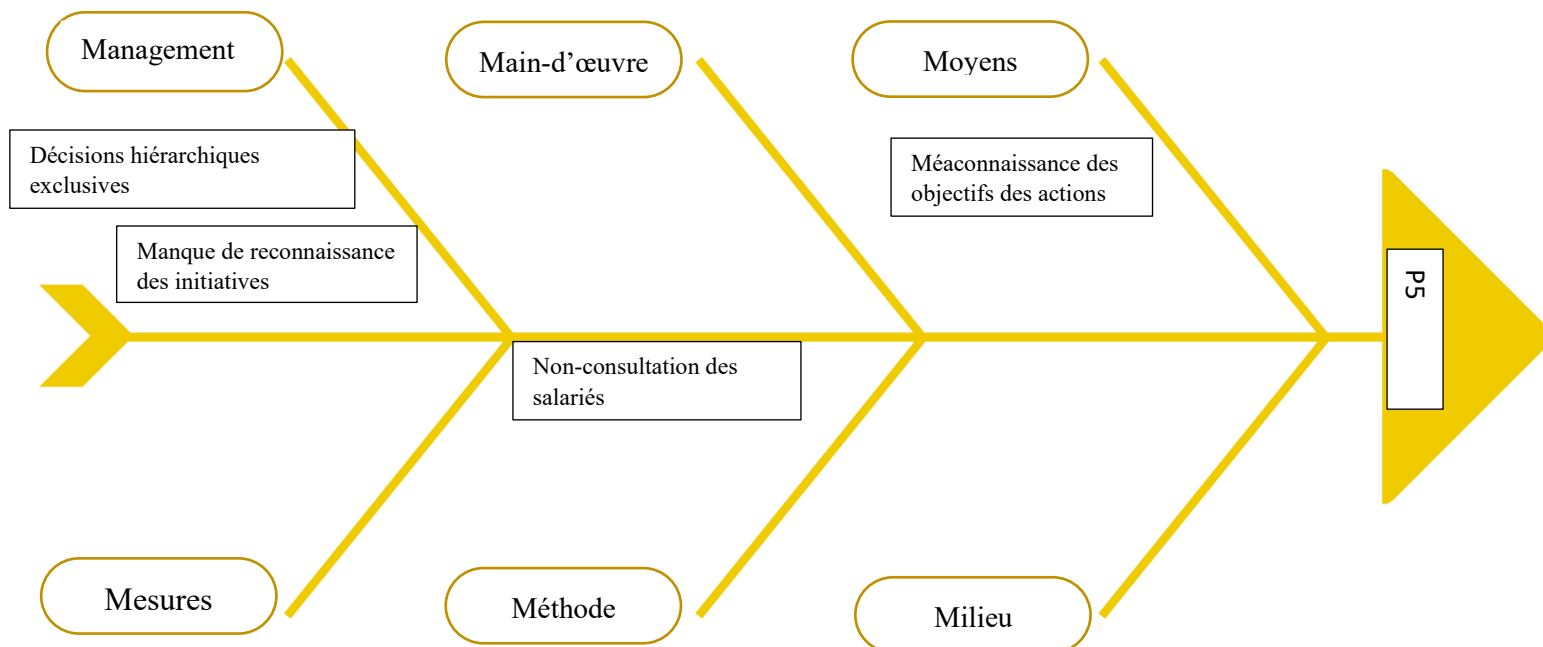 Management
Main-d’œuvre
Moyens
Décisions hiérarchiques
exclusives
Méaconnaissance des
objectifs des actions
Manque de reconnaissance
des initiatives
P5
Non-consultation des
salariés
Mesures
Méthode
Milieu